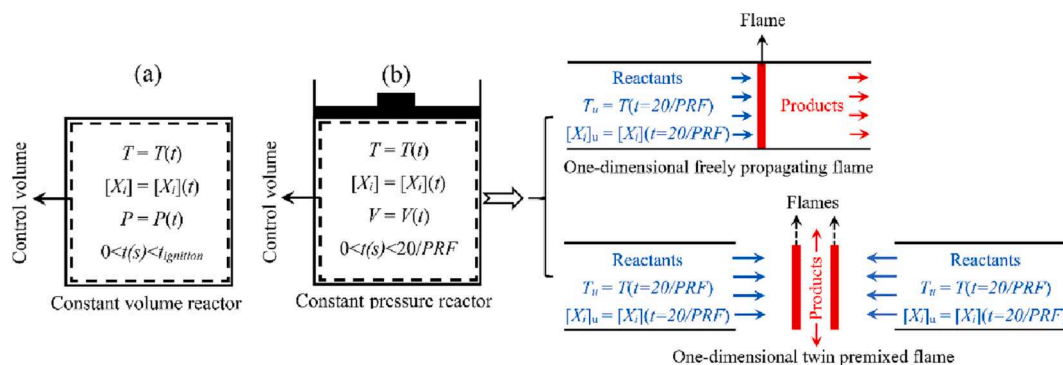 (a)
Control volume
T = T(t)
[Xi] = [Xi](t)
P = P(t)
0<t(s)<tignition
Constant volume reactor
(b)
Control volume
T = T(t)
[Xi] = [Xi](t)
V = V(t)
0<t(s)<20/PRF
Constant pressure reactor
Flame
Reactants
Tu = T(t=20/PRF)
[Xi]u = [Xi](t=20/PRF)
Products
One-dimensional freely propagating flame
Flames
Reactants
Tu = T(t=20/PRF)
[Xi]u = [Xi](t=20/PRF)
Products
Reactants
Tu = T(t=20/PRF)
[Xi]u = [Xi](t=20/PRF
One-dimensional twin premixed flame